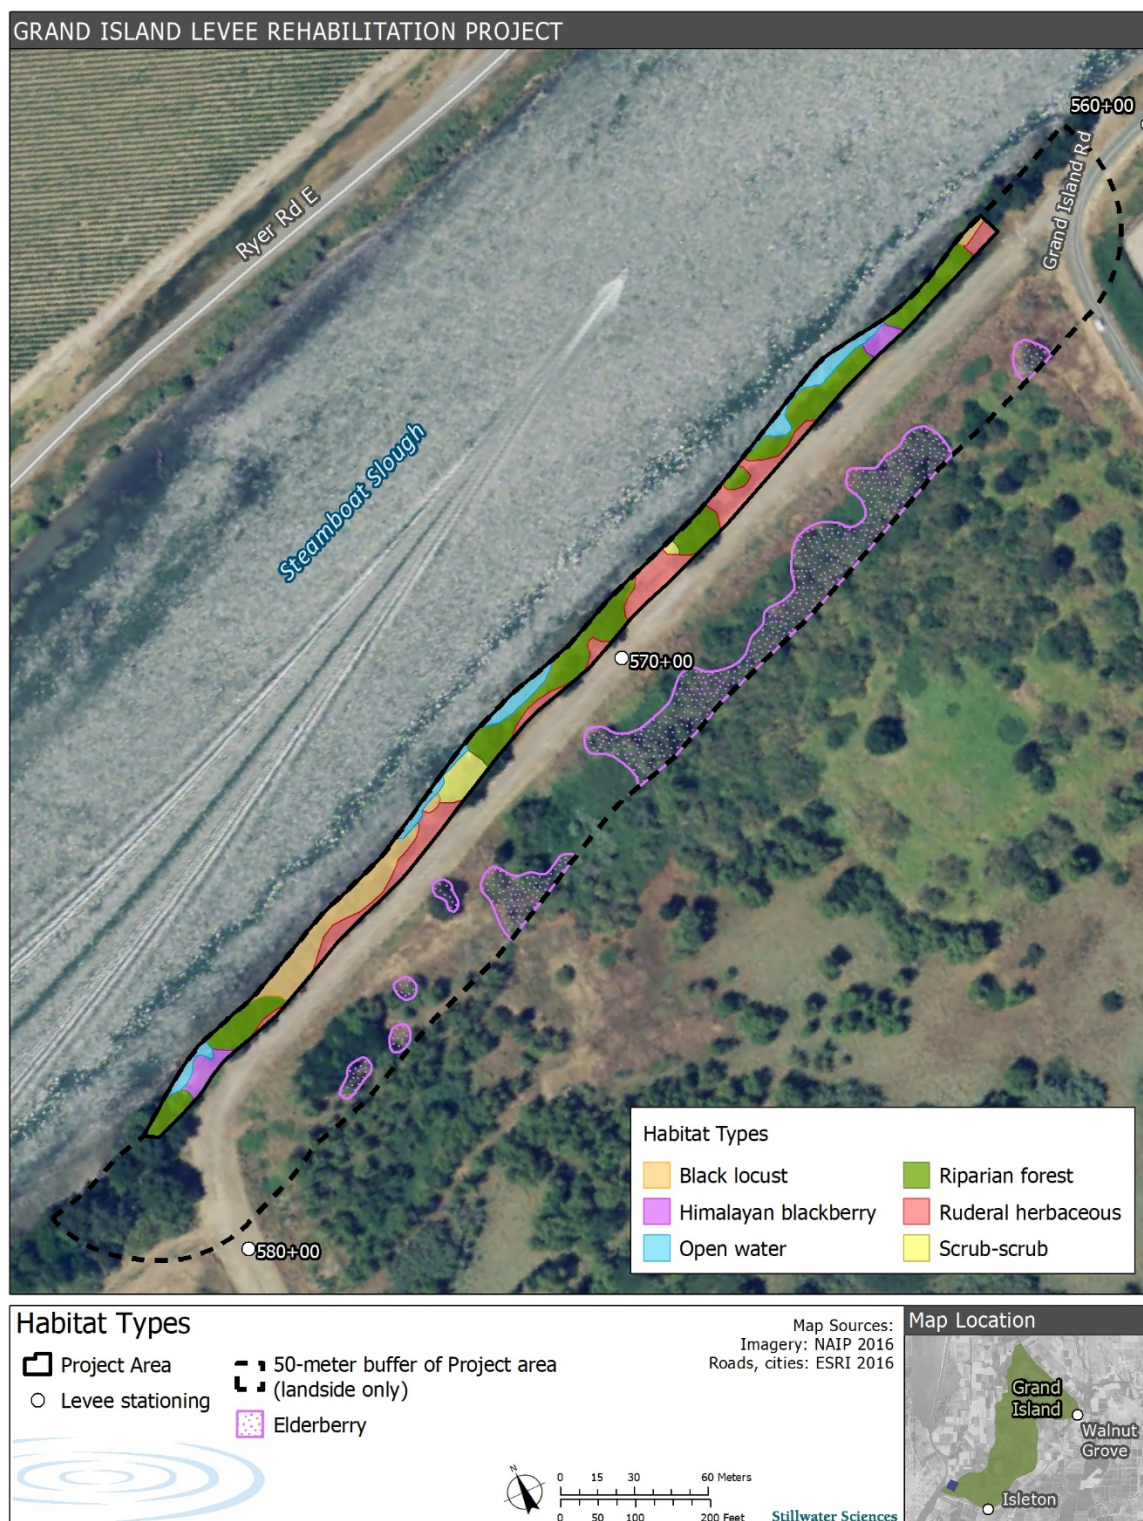 GRAND ISLAND LEVEE REHABILITATION PROJECT
560+00
Grand Island Rd
Ryer Rd E
Steamboat Slough
570+00
580+00
Habitat Types
Black locust
Himalayan blackberry
Open water
Riparian forest
Ruderal herbaceous
Scrub-scrub
Habitat Types
Project Area
Levee stationing
50-meter buffer of Project area
(landside only)
Elderberry
Map Sources:
Imagery: NAIP 2016
Roads, cities: ESRI 2016
N
0 15 30 60 Meters
0 50 100 200 Feet
Stillwater Sciences
Map Location
Grand
Island
Walnut
Grove
Isleton